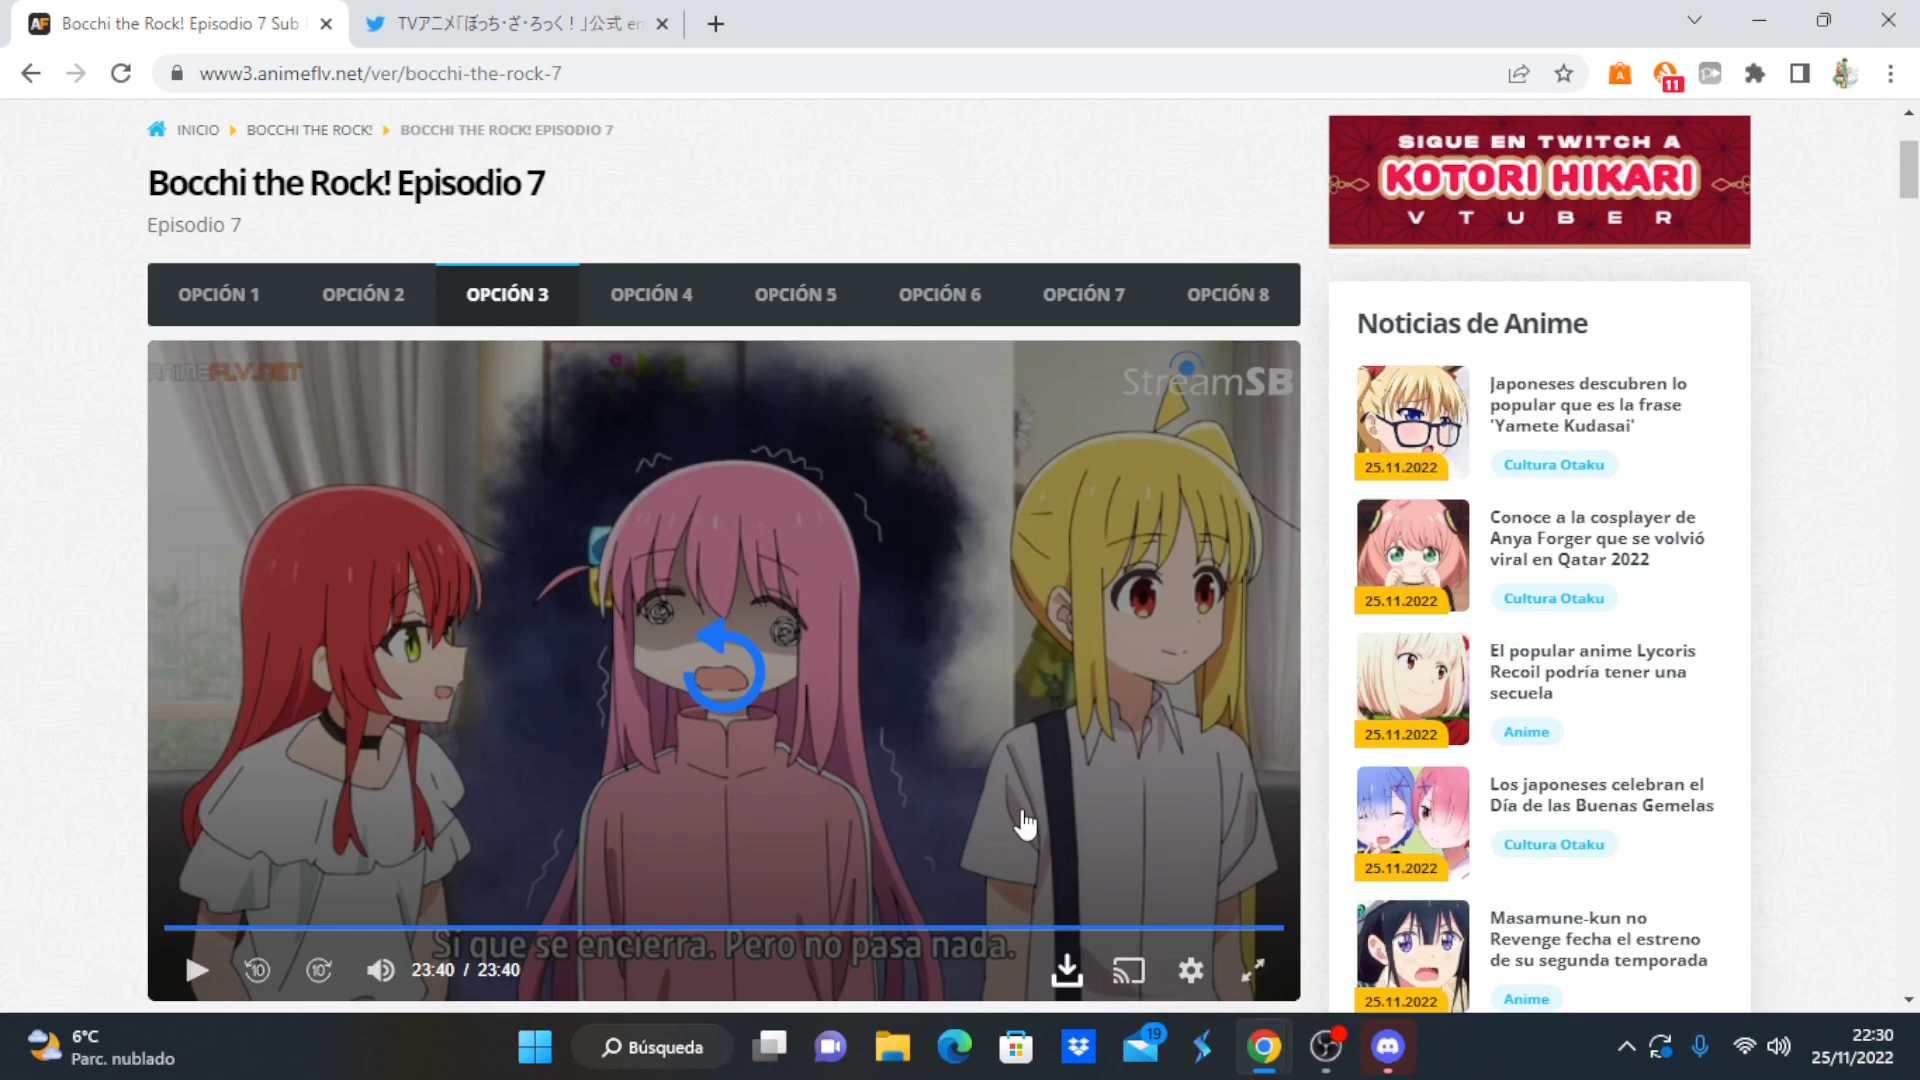 Bocchi the Rock! Episodio 7 Sub
TVアニメ「ぼっち・ざ・ろっく！」公式 en
www3.animeflv.net/ver/bocchi-the-rock-7
11
INICIO
BOCCHI THE ROCK!
BOCCHI THE ROCK! EPISODIO 7
Bocchi the Rock! Episodio 7
Episodio 7
OPCIÓN 1
OPCIÓN 2
OPCIÓN 3
OPCIÓN 4
OPCIÓN 5
OPCIÓN 6
OPCIÓN 7
OPCIÓN 8
ANIMEFLV.NET
StreamSB
Sí que se encierra. Pero no pasa nada.
10
10
23:40 / 23:40
SIGUE EN TWITCH A
KOTORI HIKARI
VTUBER
Noticias de Anime
Japoneses descubren lo
popular que es la frase
'Yamete Kudasai'
25.11.2022
Cultura Otaku
Conoce a la cosplayer de
Anya Forger que se volvió
viral en Qatar 2022
25.11.2022
Cultura Otaku
El popular anime Lycoris
Recoil podría tener una
secuela
25.11.2022
Anime
Los japoneses celebran el
Día de las Buenas Gemelas
25.11.2022
Cultura Otaku
Masamune-kun no
Revenge fecha el estreno
de su segunda temporada
25.11.2022
Anime
6°C
Parc. nublado
Búsqueda
19
22:30
25/11/2022